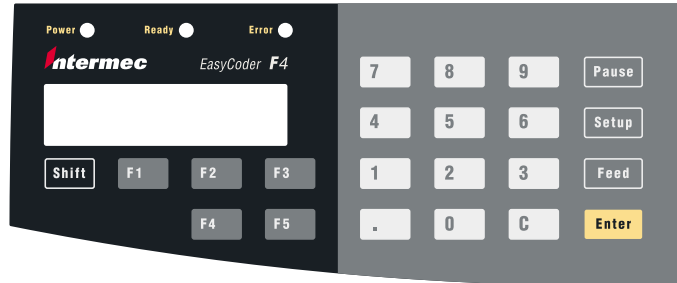 Power Ready Error
Intermec EasyCoder F4
7 8 9 Pause
4 5 6 Setup
Shift F1 F2 F3 1 2 3 Feed
F4 F5 . 0 C Enter